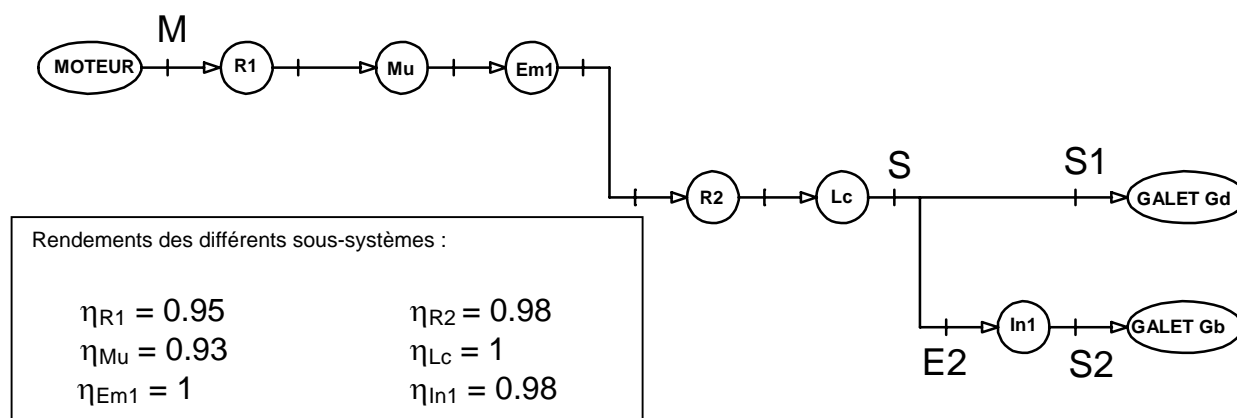 M
MOTEUR
R1
Mu
Em1
R2
Lc
S
S1
GALET Gd
E2
In1
S2
GALET Gb
Rendements des différents sous-systèmes :
ηR1 = 0.95 ηR2 = 0.98
ηMu = 0.93 ηLc = 1
ηEm1 = 1 ηIn1 = 0.98